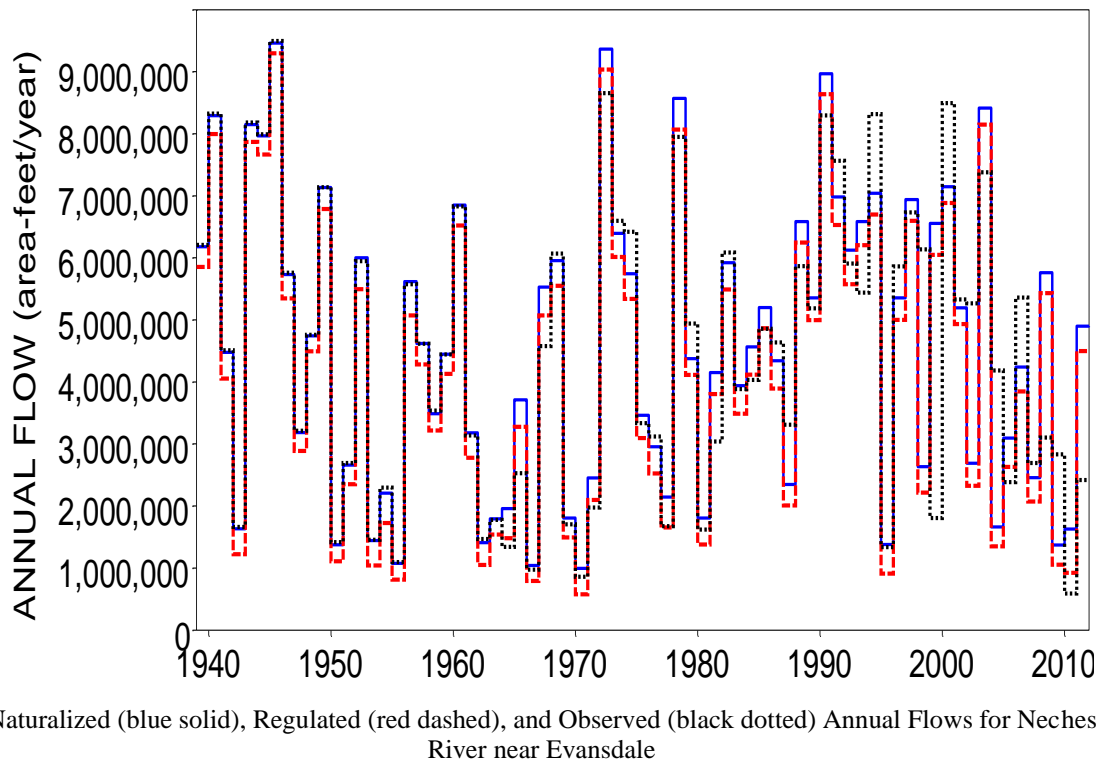 ANNUAL FLOW (area-feet/year)
9,000,000
8,000,000
7,000,000
6,000,000
5,000,000
4,000,000
3,000,000
2,000,000
1,000,000
0
1940 1950 1960 1970 1980 1990 2000 2010
Naturalized (blue solid), Regulated (red dashed), and Observed (black dotted) Annual Flows for Neches
River near Evansdale